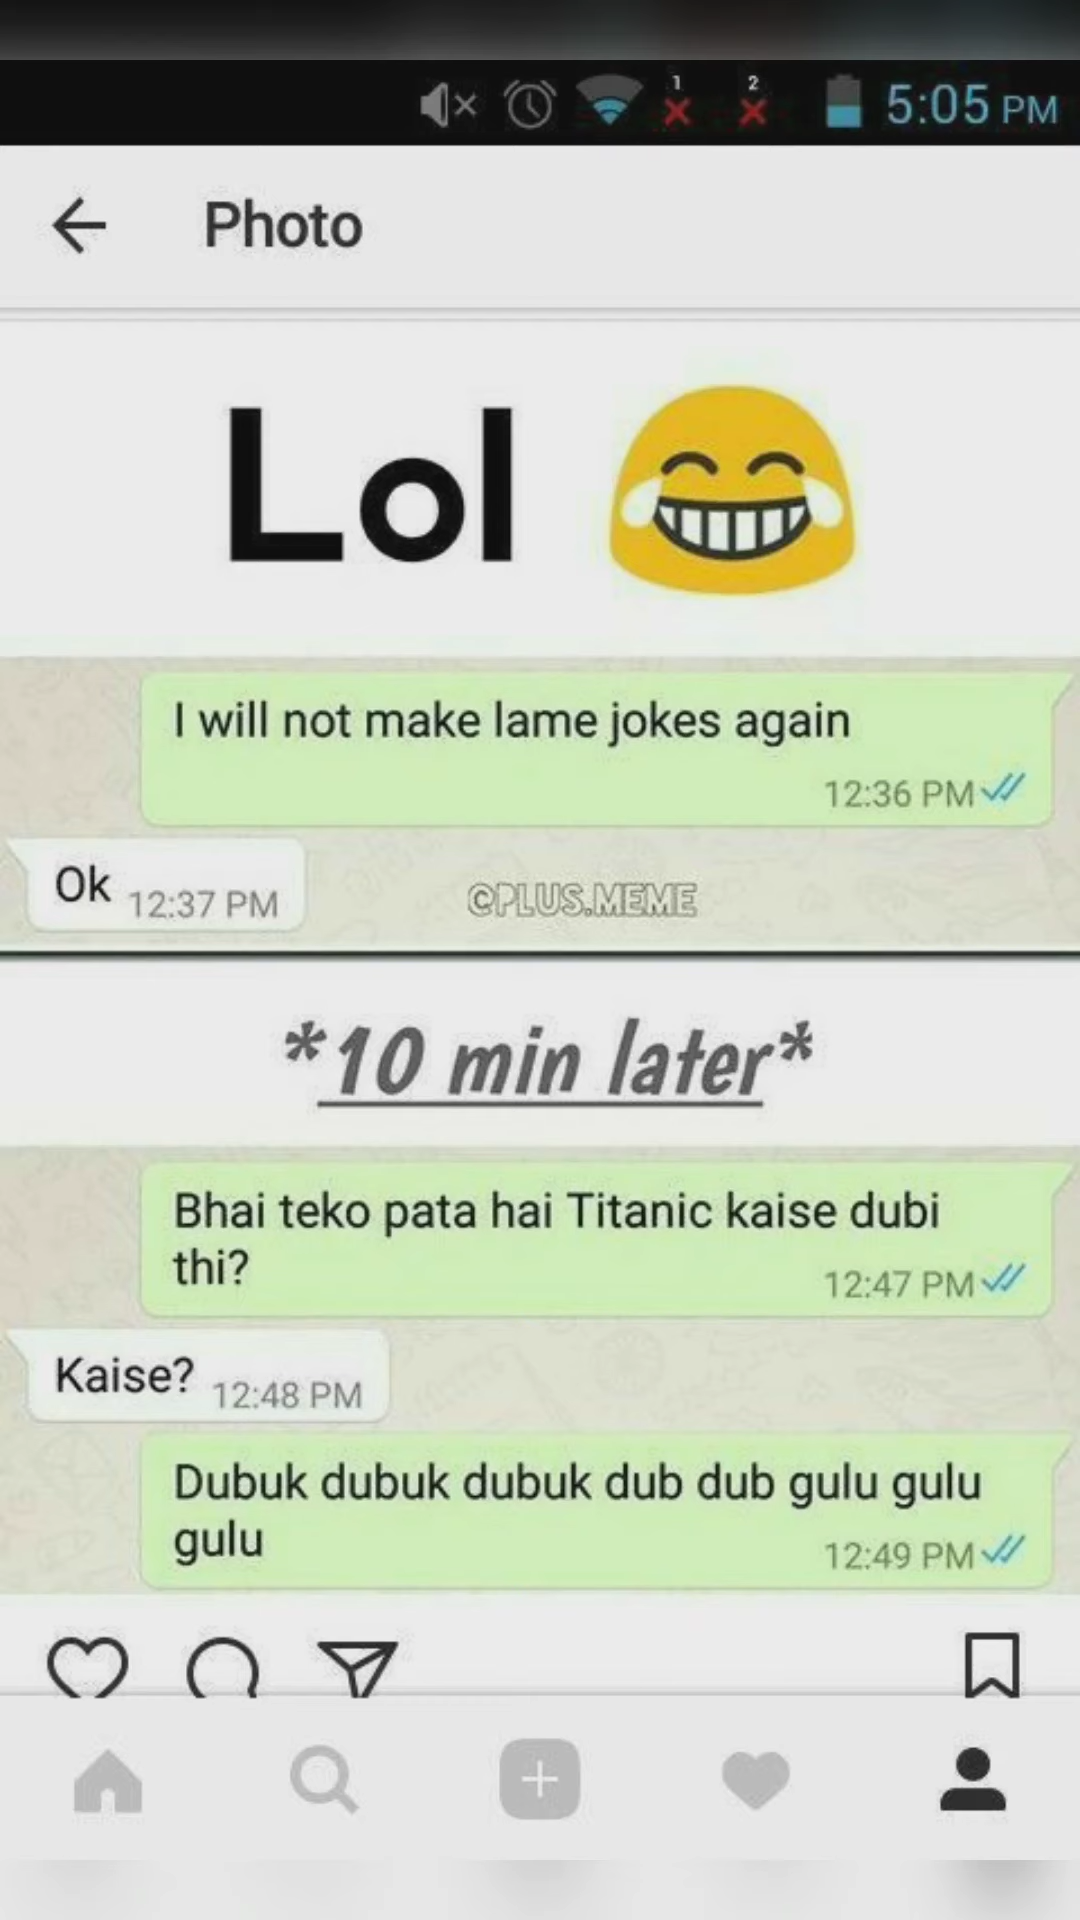 1 2 5:05 PM
Photo
Lol
I will not make lame jokes again
12:36 PM
Ok 12:37 PM
©PLUS.MEME
*10 min later*
Bhai teko pata hai Titanic kaise dubi
thi?
12:47 PM
Kaise? 12:48 PM
Dubuk dubuk dubuk dub dub gulu gulu
gulu
12:49 PM